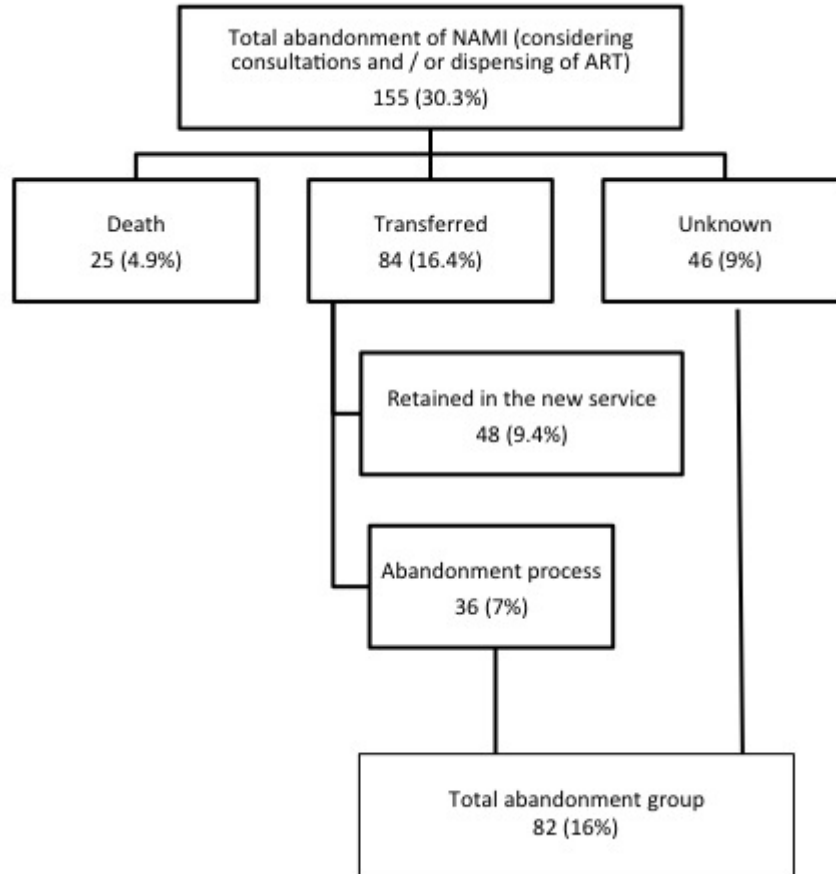 Total abandonment of NAMI (considering
consultations and / or dispensing of ART)
155 (30.3%)
Death
25 (4.9%)
Transferred
84 (16.4%)
Unknown
46 (9%)
Retained in the new service
48 (9.4%)
Abandonment process
36 (7%)
Total abandonment group
82 (16%)